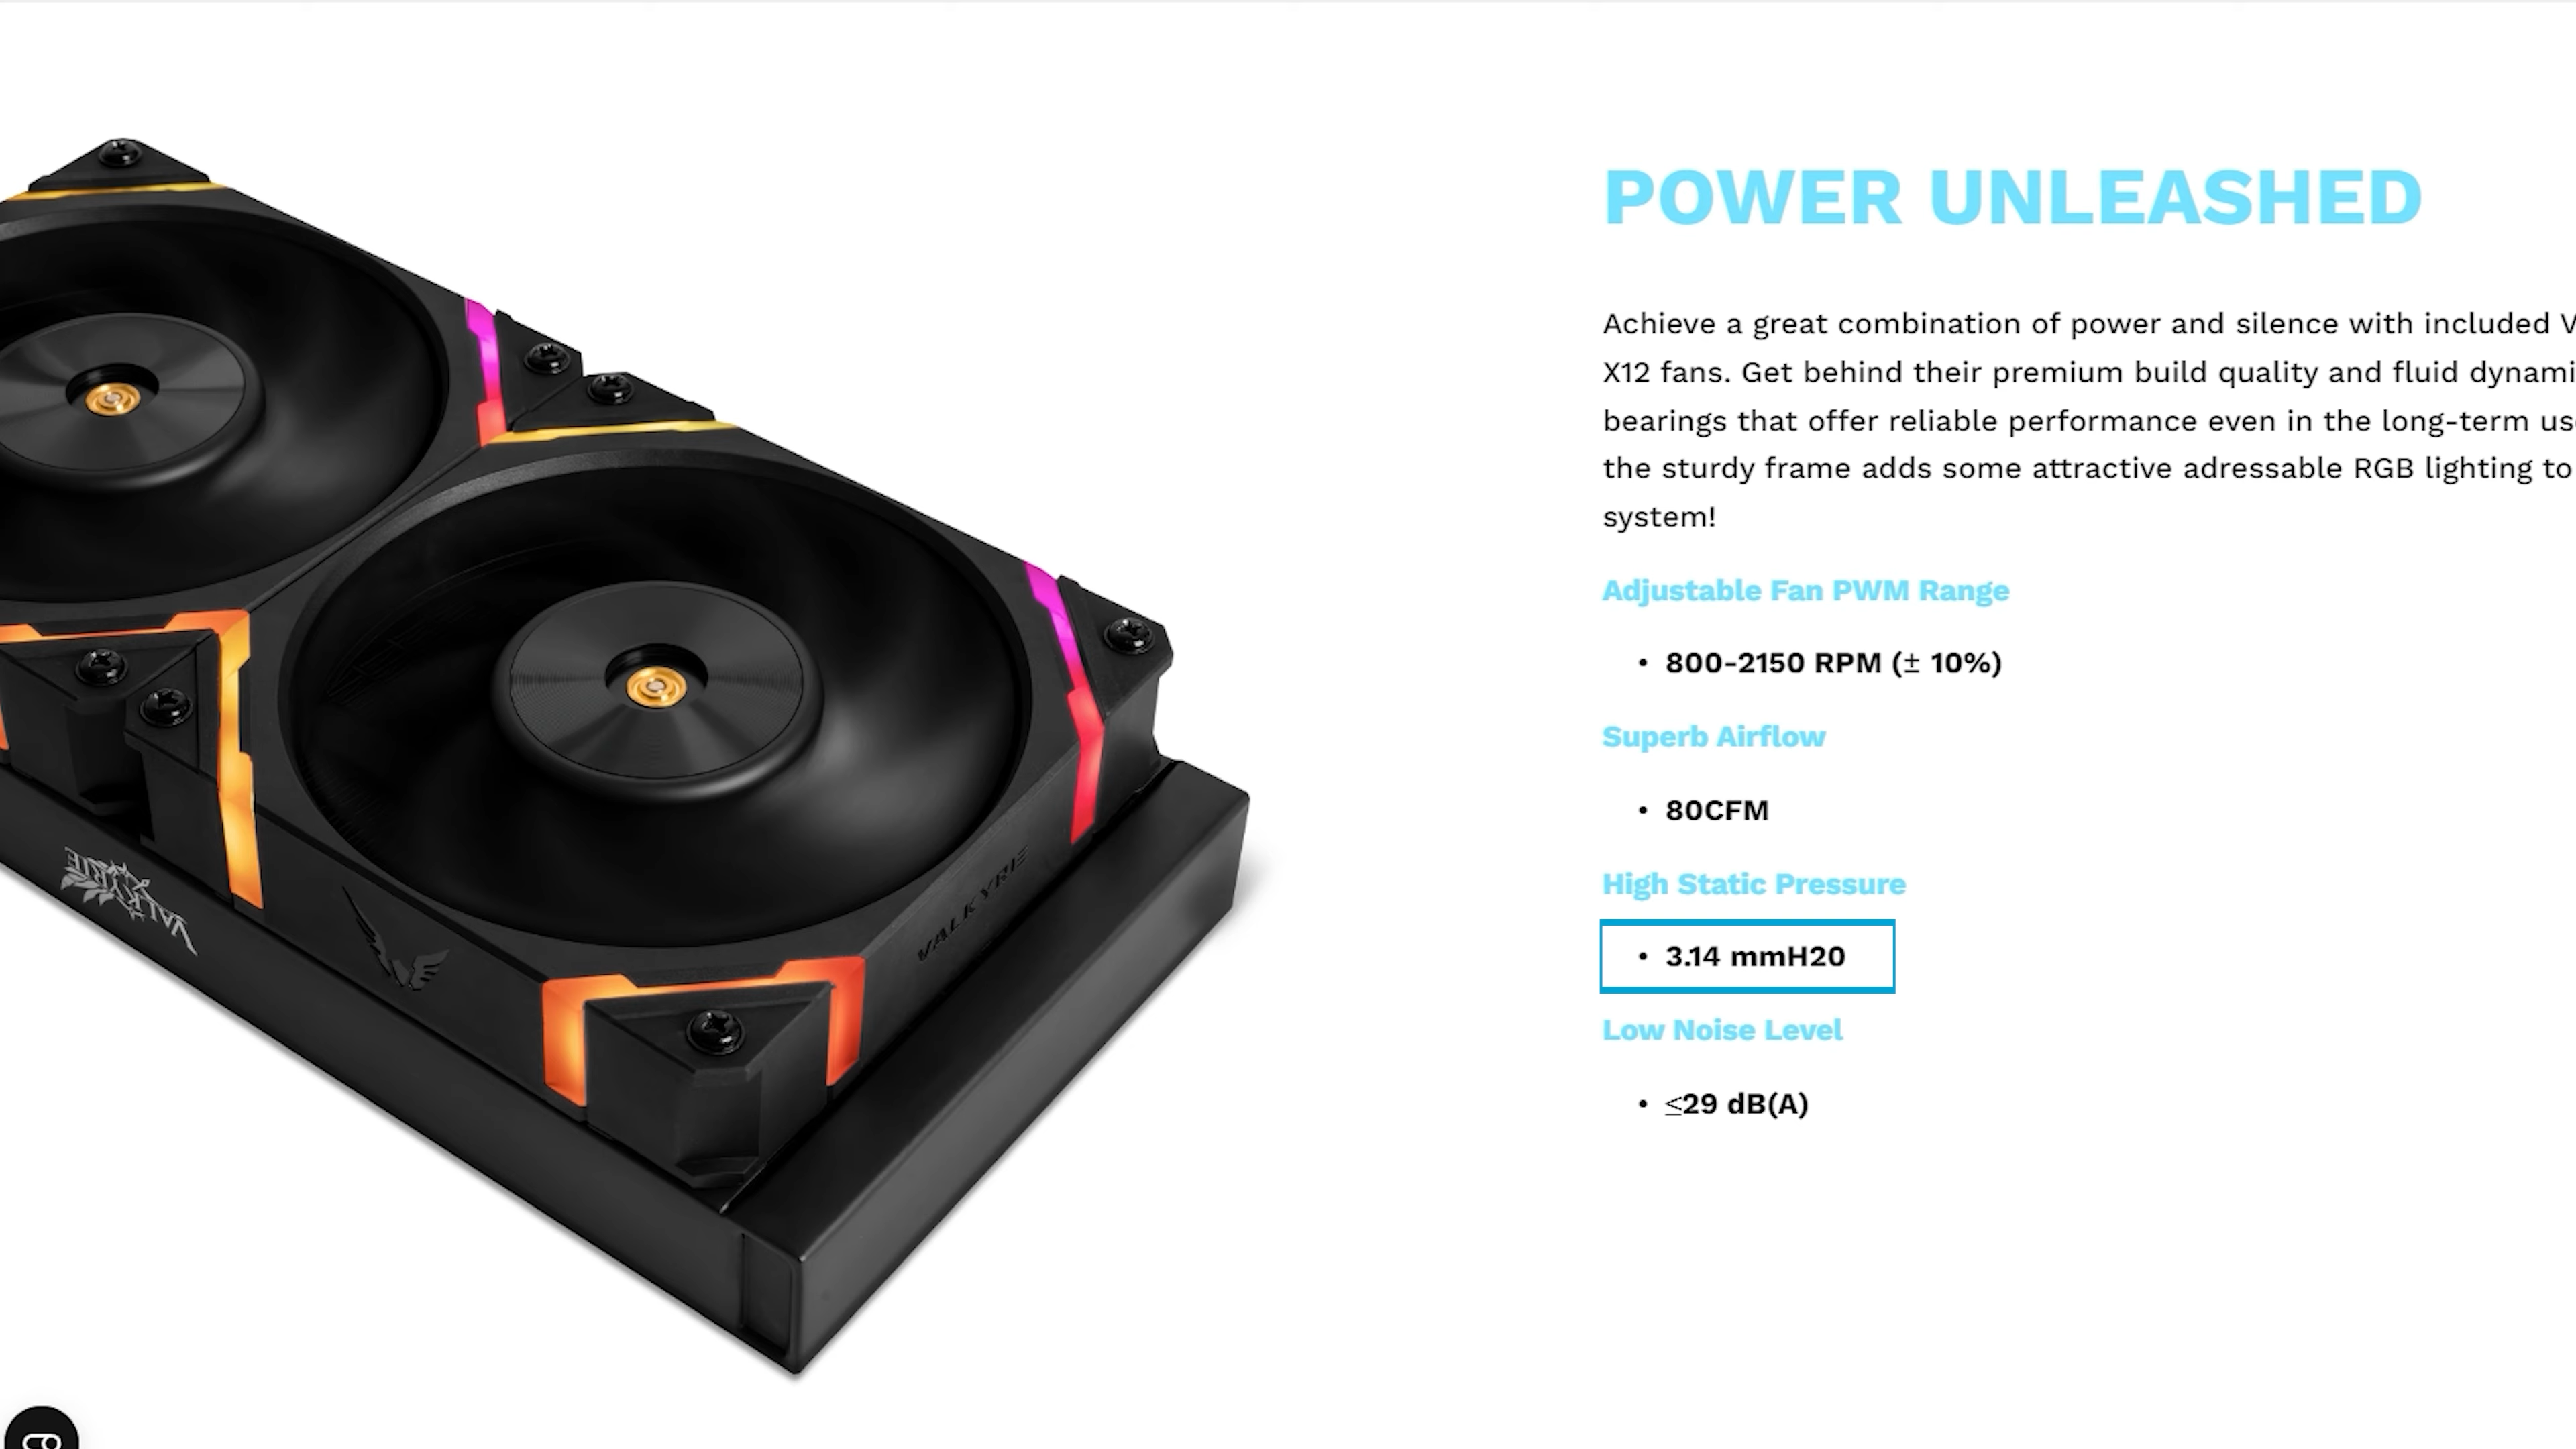 POWER UNLEASHED
Achieve a great combination of power and silence with included
X12 fans. Get behind their premium build quality and fluid
bearings that offer reliable performance even in the long-term
the sturdy frame adds some attractive adressable RGB lighting to
system!
Adjustable Fan PWM Range
• 800-2150 RPM (± 10%)
Superb Airflow
• 80CFM
High Static Pressure
• 3.14 mmH20
Low Noise Level
• ≤29 dB(A)
VALKYRIE
VALKYRIE